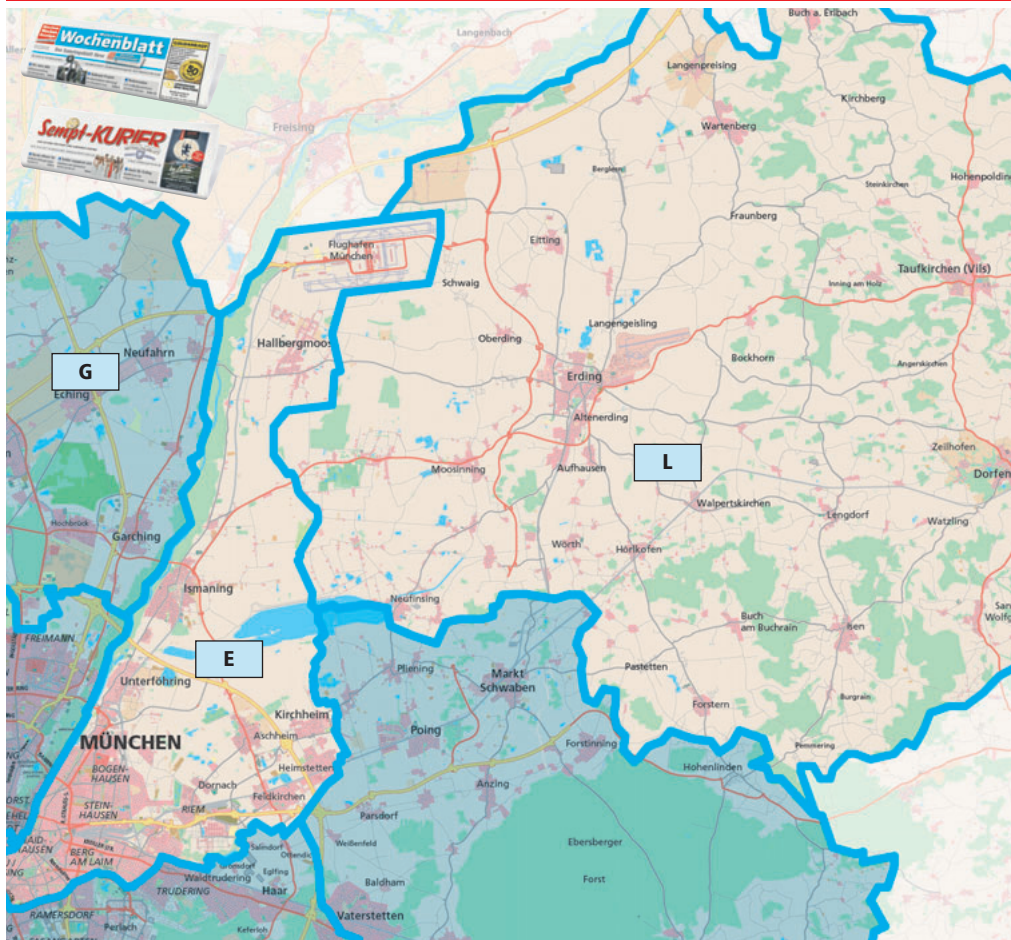 Buch a. Erlbach
Langenbach
Wochenblatt
Langenpreising
Kirchberg
Sempt-KURIER
Freising
Wartenberg
Berglern
Steinkirchen
Hohenpolding
Fraunberg
Flughafen
München
Eitting
Taufkirchen (Vils)
Schwaig
Inning am Holz
Langengeisling
Oberding
Hallbergmoos
Neufahrn
Bockhorn
Angerskirchen
G
Erding
Eching
Altenerding
Zeilhofen
L
Moosinning
Aufhausen
Dorfen
Walpertskirchen
Lengdorf
Watzling
Hochbrück
Garching
Wörth
Hörlkofen
Ismaning
Neufinsing
Buch
am Buchrain
Isen
San
Wolfg
FREIMANN
E
Pliening
Markt
Schwaben
Pastetten
Unterföhring
Burgrain
Forstern
Kirchheim
Aschheim
Poing
MÜNCHEN
Forstinning
Pemmering
BOGEN-
HAUSEN
Heimstetten
Hohenlinden
Dornach
Anzing
Feldkirchen
STEIN-
HAUSEN
RIEM
Parsdorf
Ebersberger
Weißenfeld
BERG
AM LAIM
Salmdorf
Ottendic
Eglfing
Waldtrudering
Haar
Forst
TRUDERING
Baldham
Vaterstetten
RAMERSDORF
Perlach
Keferloh